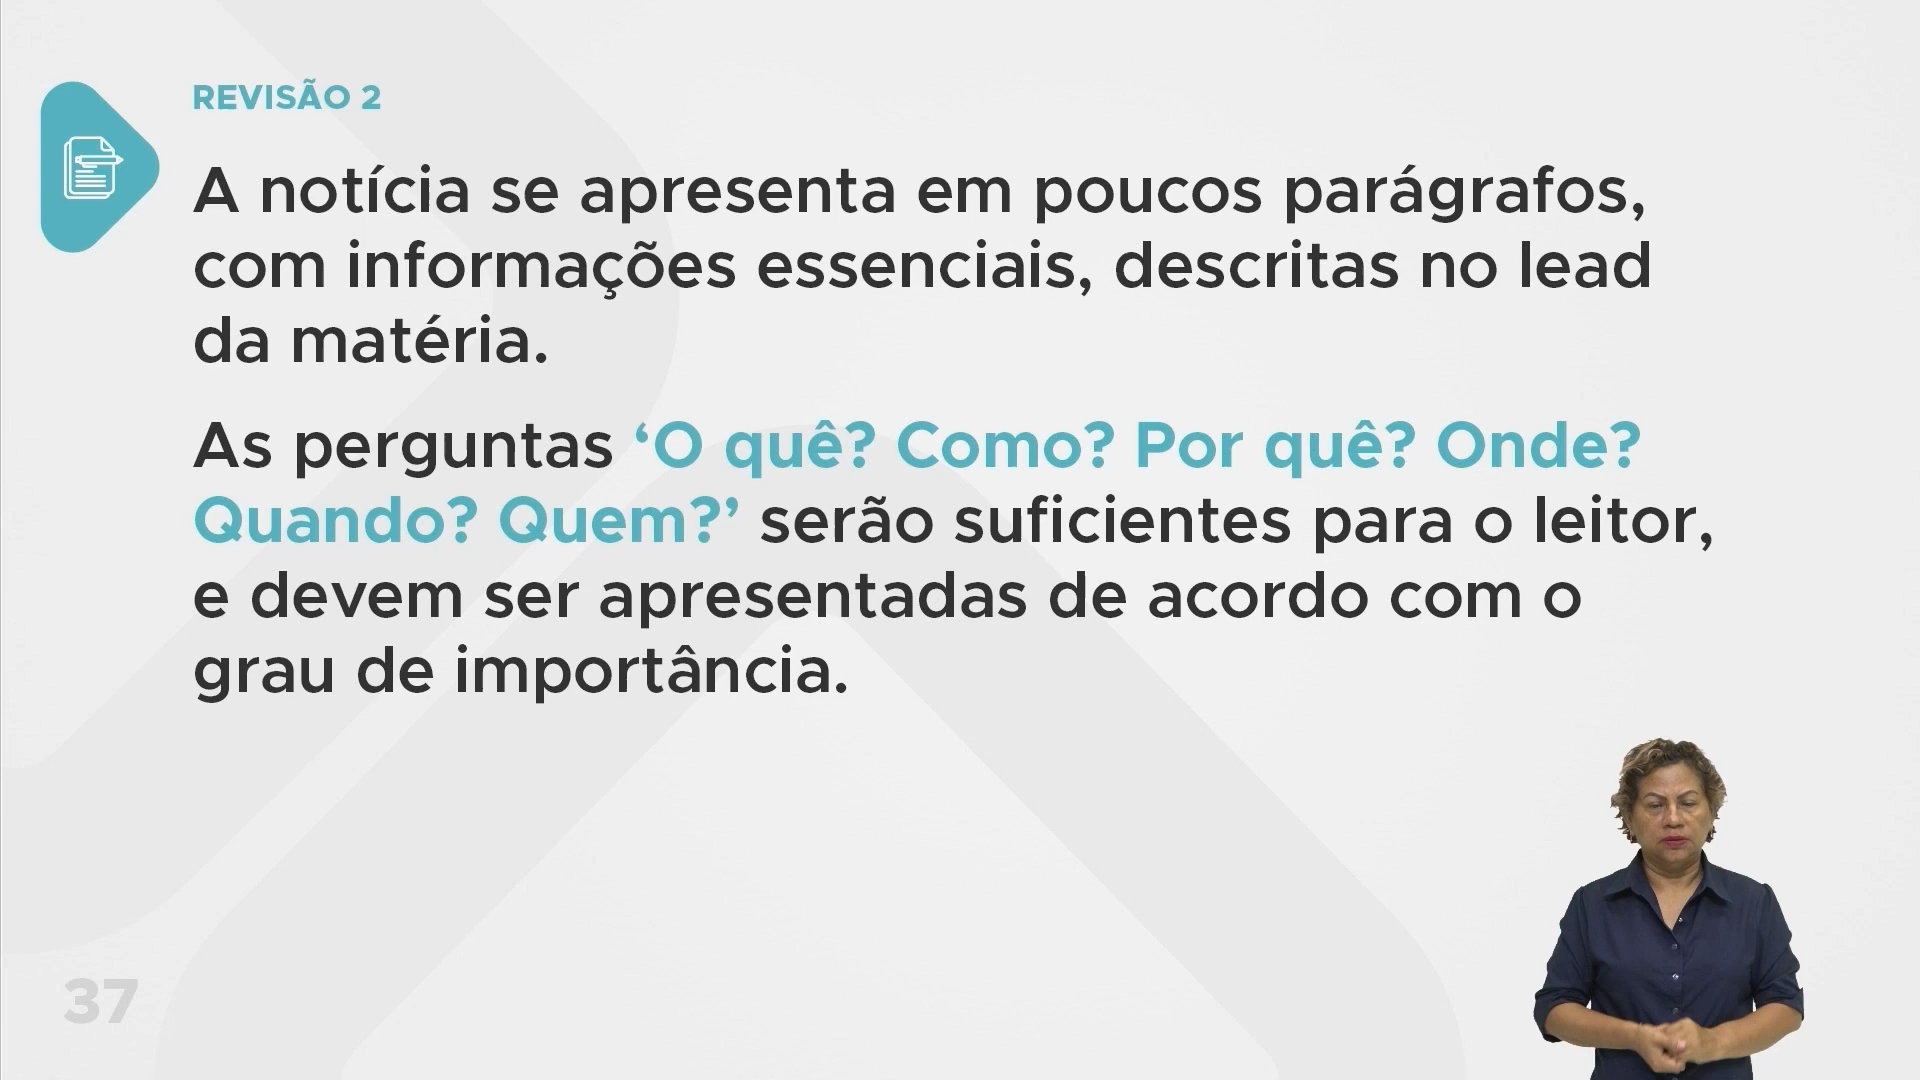 REVISÃO 2
A notícia se apresenta em poucos parágrafos,
com informações essenciais, descritas no lead
da matéria.
As perguntas ‘O quê? Como? Por quê? Onde?
Quando? Quem?’ serão suficientes para o leitor,
e devem ser apresentadas de acordo com o
grau de importância.
37